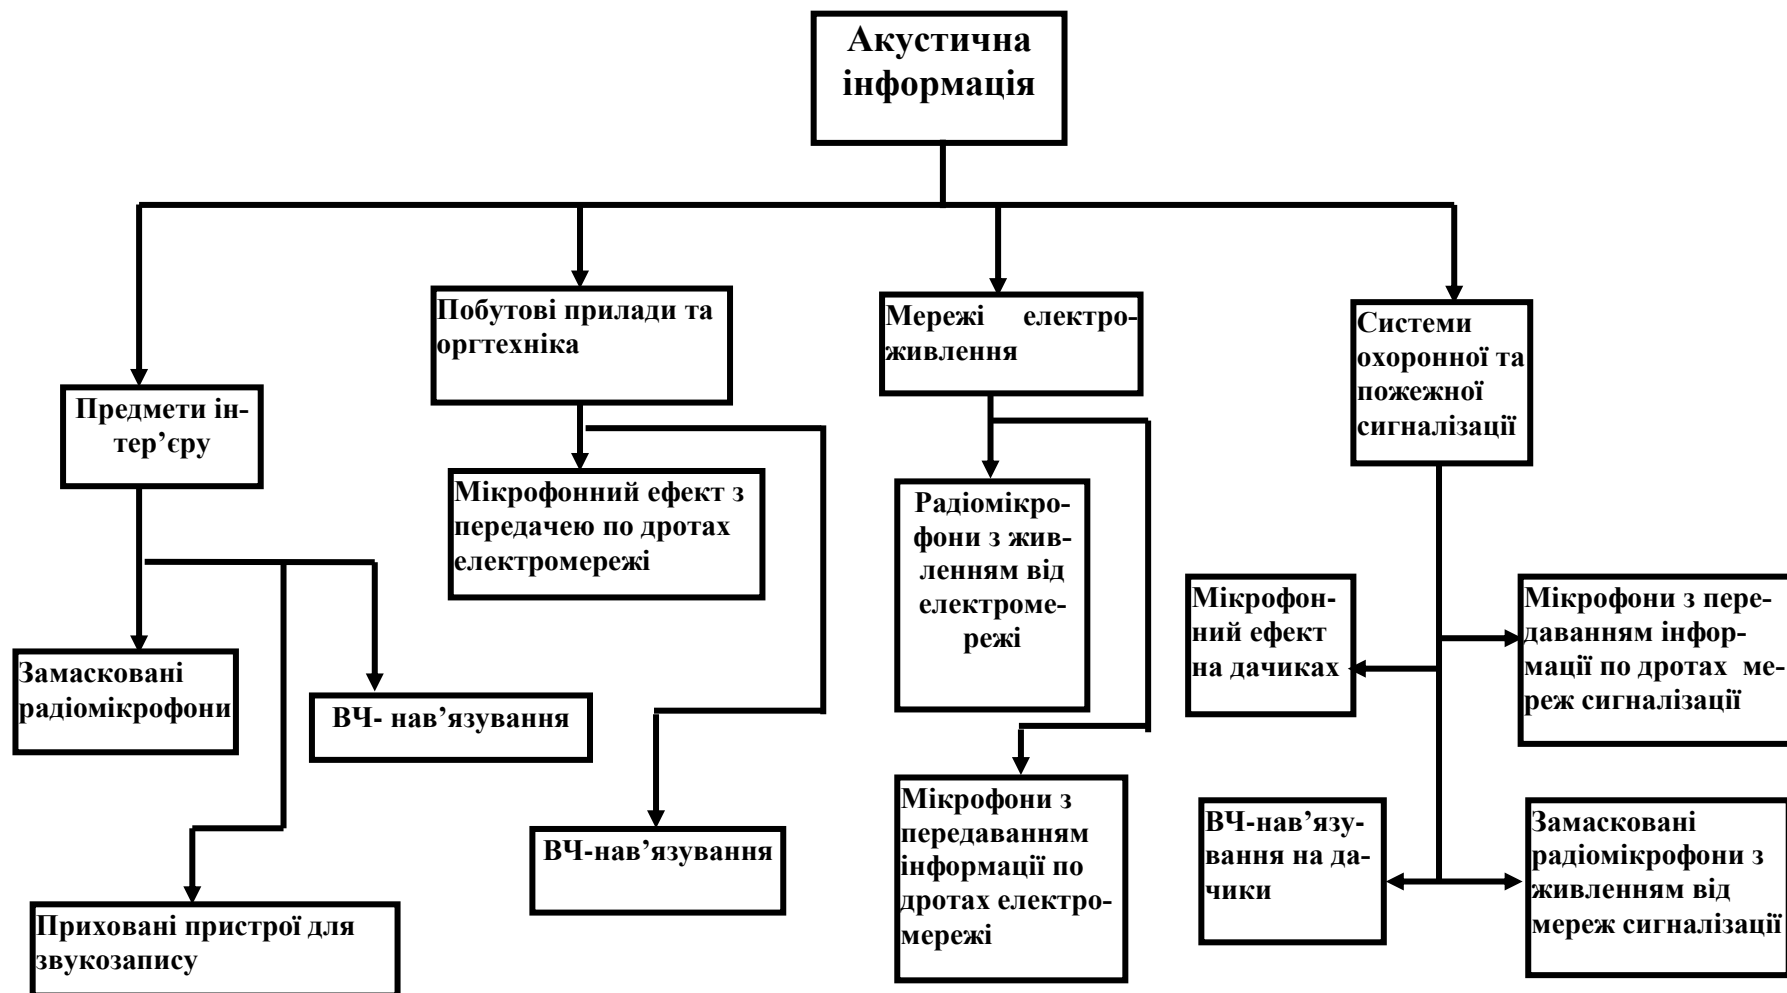 Акустична
інформація
Побутові прилади та
оргтехніка
Мережі електро-
живлення
Системи
охоронної та
пожежної
сигналізації
Предмети ін-
тер’єру
Мікрофонний ефект з
передачею по дротах
електромережі
Радіомікро-
фони з жив-
ленням від
електроме-
режі
Мікрофон-
ний ефект
на дачиках
Мікрофони з пере-
даванням інфор-
мації по дротах ме-
реж сигналізації
Замасковані
радіомікрофони
ВЧ- нав’язування
ВЧ-нав’язування
Мікрофони з
передаванням
інформації по
дротах електро-
мережі
ВЧ-нав’язу-
вання на да-
чики
Замасковані
радіомікрофони з
живленням від
мереж сигналізації
Приховані пристрої для
звукозапису